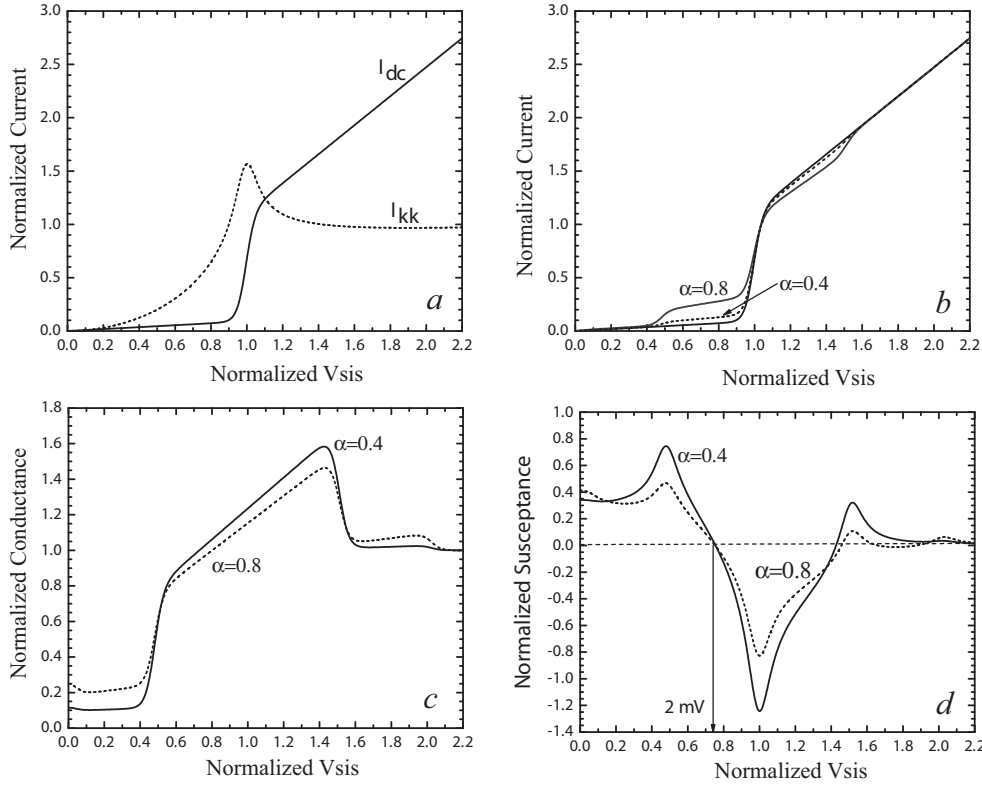 3.0
2.5
2.0
1.5
1.0
0.5
0.0
Normalized Current
I_dc
I_kk
a
0.0 0.2 0.4 0.6 0.8 1.0 1.2 1.4 1.6 1.8 2.0 2.2
Normalized Vsis
3.0
2.5
2.0
1.5
1.0
0.5
0.0
Normalized Current
α=0.8
α=0.4
b
0.0 0.2 0.4 0.6 0.8 1.0 1.2 1.4 1.6 1.8 2.0 2.2
Normalized Vsis
1.8
1.6
1.4
1.2
1.0
0.8
0.6
0.4
0.2
0.0
Normalized Conductance
α=0.4
α=0.8
c
0.0 0.2 0.4 0.6 0.8 1.0 1.2 1.4 1.6 1.8 2.0 2.2
Normalized Vsis
1.0
0.8
0.6
0.4
0.2
0.0
-0.2
-0.4
-0.6
-0.8
-1.0
-1.2
-1.4
Normalized Susceptance
α=0.4
α=0.8
2 mV
d
0.0 0.2 0.4 0.6 0.8 1.0 1.2 1.4 1.6 1.8 2.0 2.2
Normalized Vsis